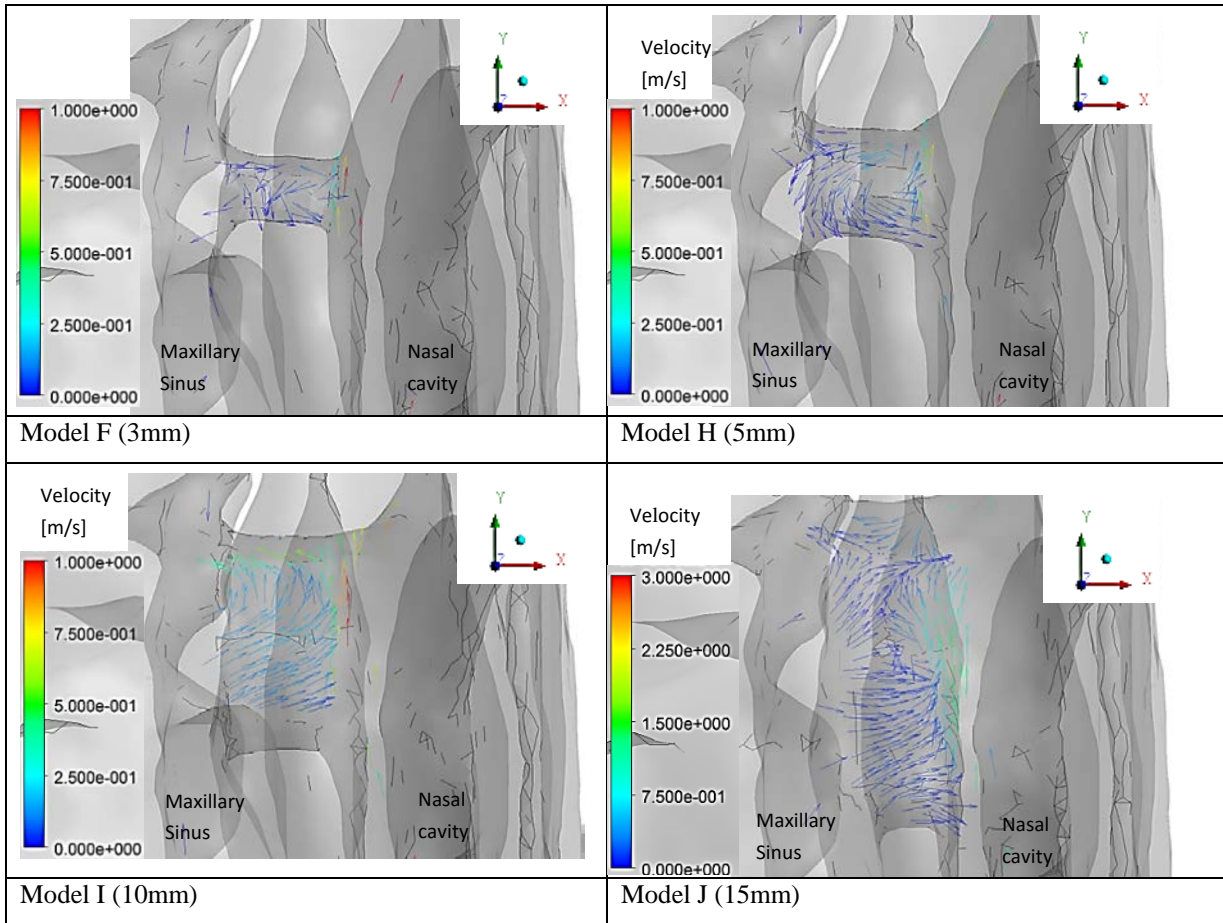 Y
X
Z
1.000e+000
7.500e-001
5.000e-001
2.500e-001
0.000e+000
Maxillary
Sinus
Nasal
cavity
Model F (3mm)
Velocity
[m/s]
Y
X
Z
1.000e+000
7.500e-001
5.000e-001
2.500e-001
0.000e+000
Maxillary
Sinus
Nasal
cavity
Model H (5mm)
Velocity
[m/s]
Y
X
Z
1.000e+000
7.500e-001
5.000e-001
2.500e-001
0.000e+000
Maxillary
Sinus
Nasal
cavity
Model I (10mm)
Velocity
[m/s]
Y
X
Z
3.000e+000
2.250e+000
1.500e+000
7.500e-001
0.000e+000
Maxillary
Sinus
Nasal
cavity
Model J (15mm)